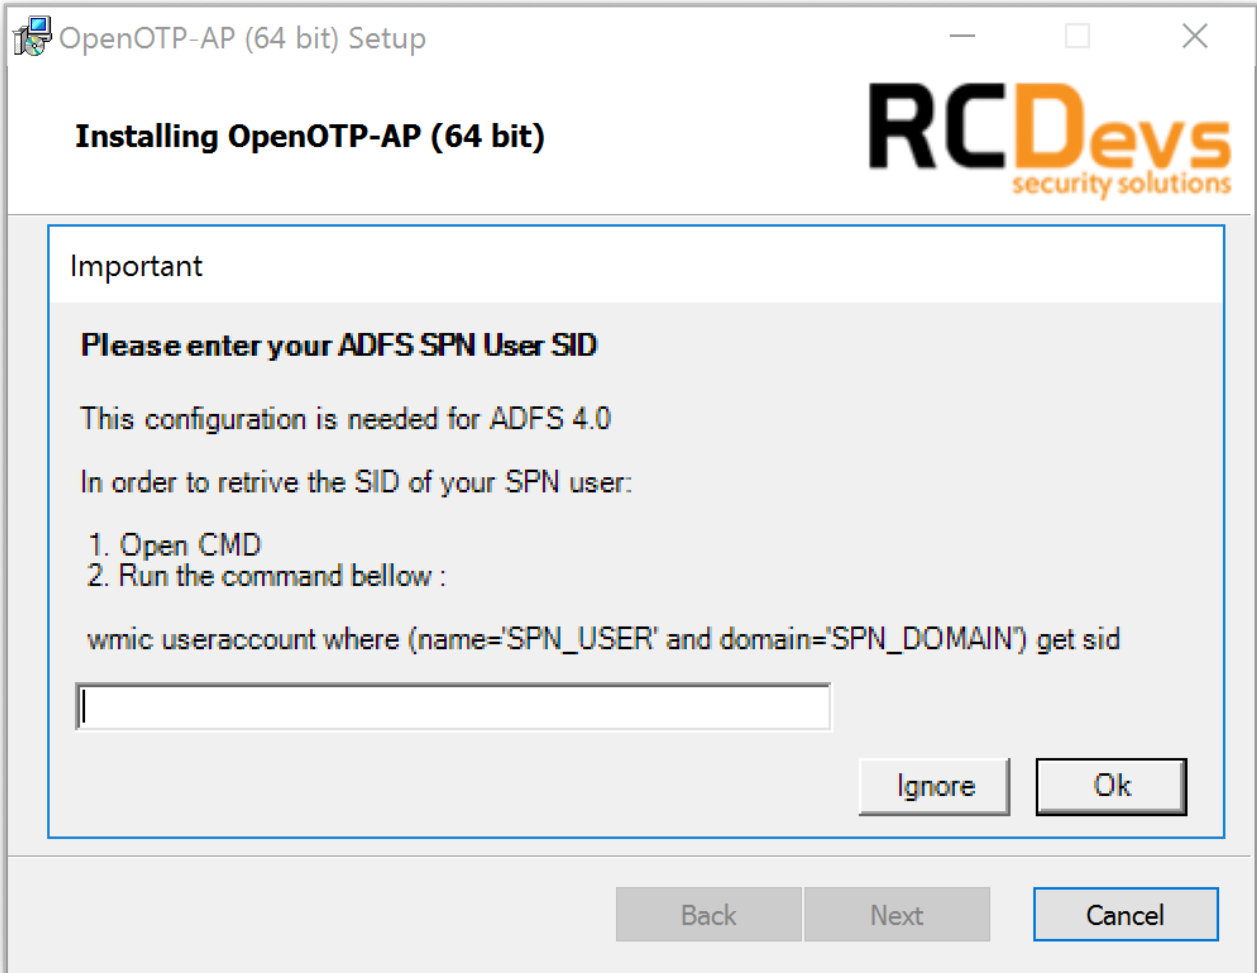 OpenOTP-AP (64 bit) Setup
Installing OpenOTP-AP (64 bit)
RCDevs
security solutions
Important
Please enter your ADFS SPN User SID
This configuration is needed for ADFS 4.0
In order to retrive the SID of your SPN user:
1. Open CMD
2. Run the command bellow :
wmic useraccount where (name='SPN_USER' and domain='SPN_DOMAIN') get sid
Ignore
Ok
Back
Next
Cancel